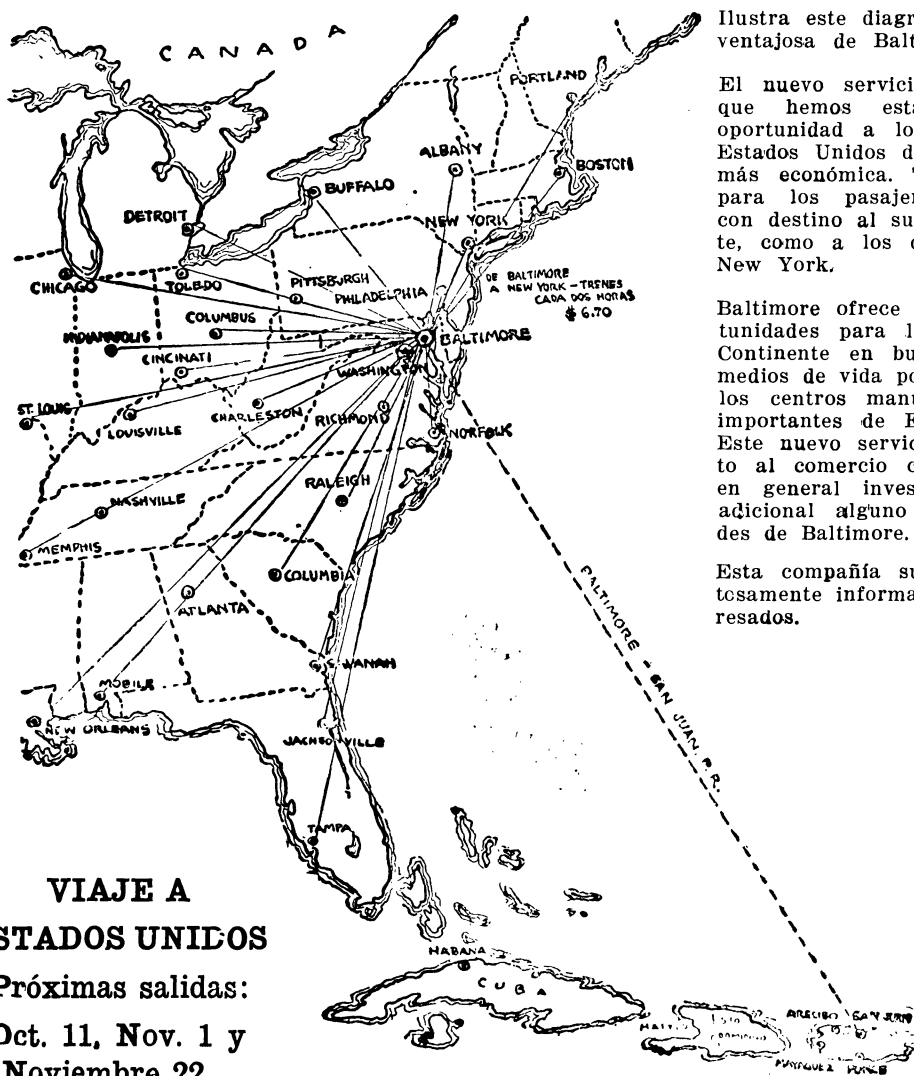 CANADA
PORTLAND
ALBANY
BOSTON
BUFFALO
DETROIT
NEW YORK
CHICAGO
TOLEDO
PITTSBURGH
PHILADELPHIA
DE BALTIMORE
A NEW YORK - TRENES
CADA DOS HORAS
$ 6.70
COLUMBUS
INDIANAPOLIS
BALTIMORE
CINCINATI
WASHINGTON
ST. LOUIS
LOUISVILLE
CHARLESTON
RICHMOND
NORFOLK
RALEIGH
NASHVILLE
MEMPHIS
COLUMBIA
ATLANTA
BALTIMORE - SAN JUAN, P.R.
MOBILE
NEW ORLEANS
TAMPA
HABANA
CUBA
ARECIBO
SAN JUAN
MAYAGUEZ
PONCE
VIAJE A
STADOS UNIDOS
Próximas salidas:
Oct. 11, Nov. 1 y
Noviembre 22
Ilustra este diagr
ventajosa de Balt
El nuevo servici
que hemos esta
oportunidad a lo
Estados Unidos d
más económica.
para los pasajer
con destino al su
te, como a los
New York.
Baltimore ofrece
tunidades para l
Continente en bu
medios de vida po
los centros manu
importantes de E
Este nuevo servic
to al comercio
en general inves
adicional alguno
des de Baltimore.
Esta compañía su
tosamente informa
resados.